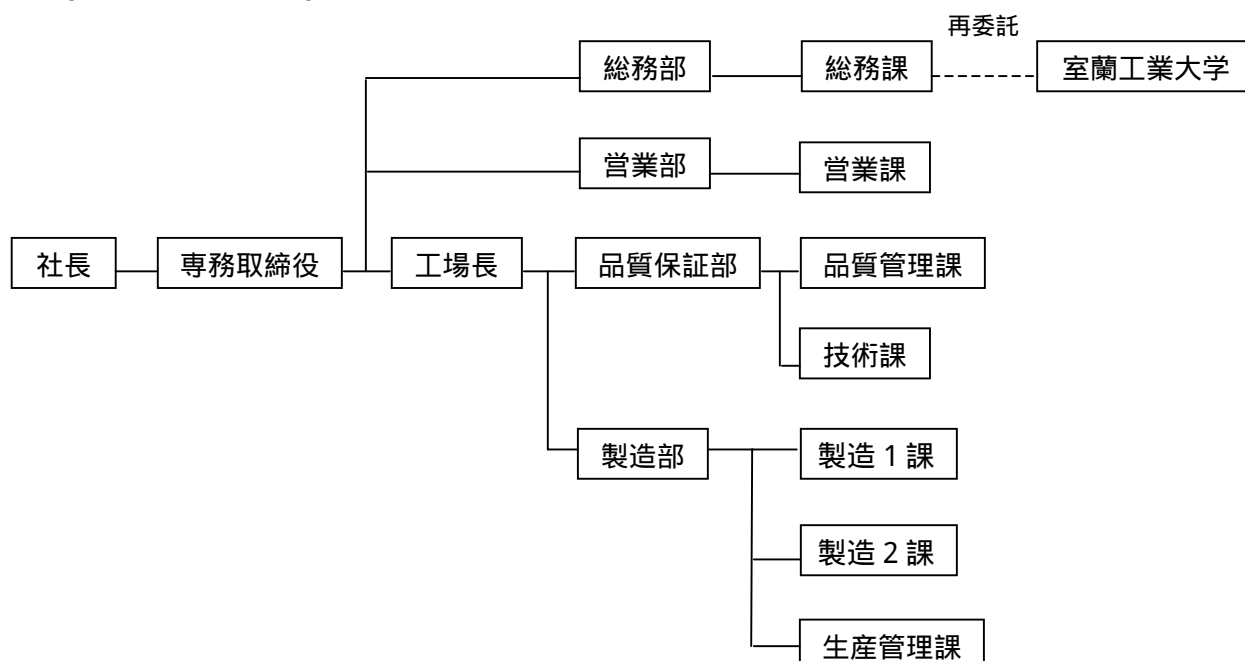 再委託
総務部
総務課
室蘭工業大学
営業部
営業課
社長
専務取締役
工場長
品質保証部
品質管理課
技術課
製造部
製造 1 課
製造 2 課
生産管理課